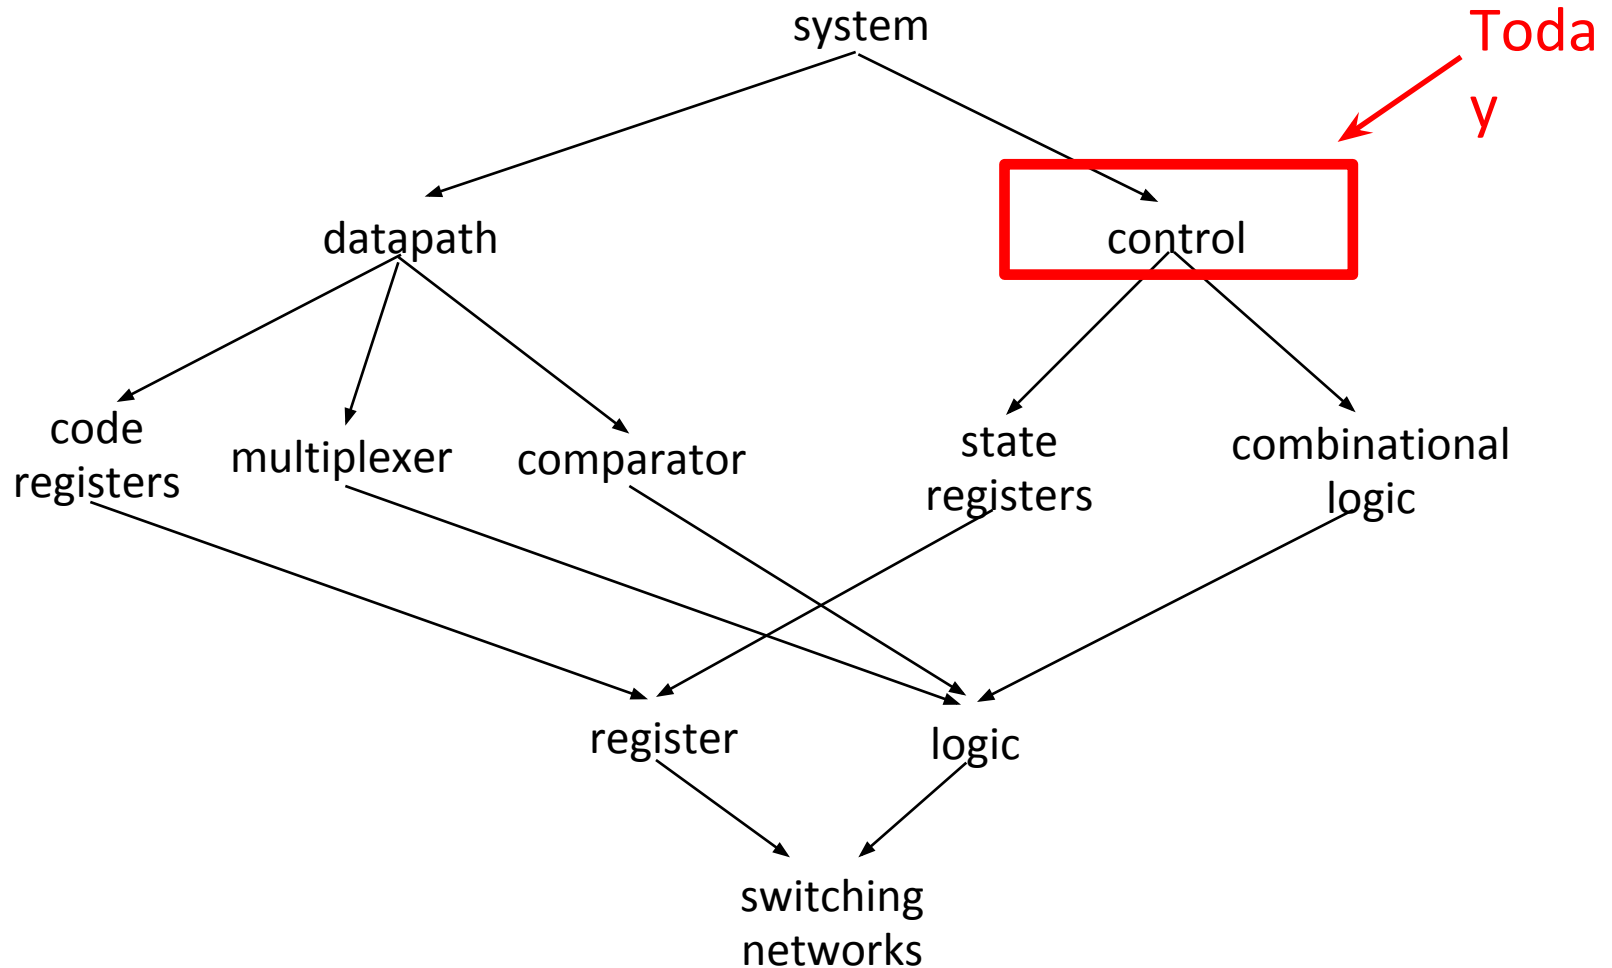 system
Toda
y
datapath
control
code
registers
multiplexer
comparator
state
registers
combinational
logic
register
logic
switching
networks